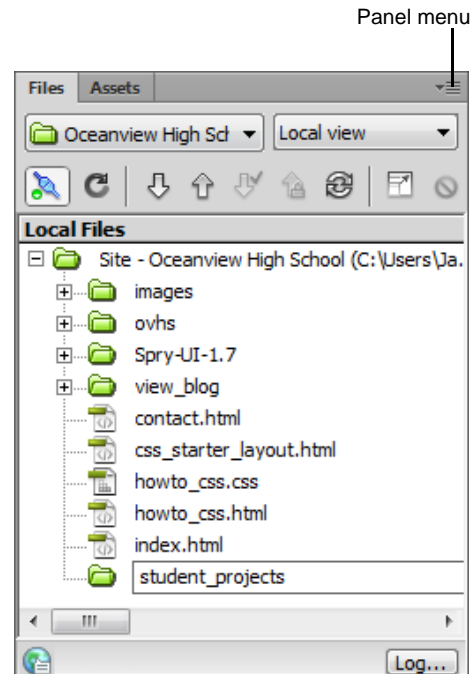 Panel menu
Files Assets
Oceanview High Sch Local view
Local Files
Site - Oceanview High School (C:\Users\Ja.
images
ovhs
Spry-UI-1.7
view_blog
contact.html
css_starter_layout.html
howto_css.css
howto_css.html
index.html
student_projects
Log...